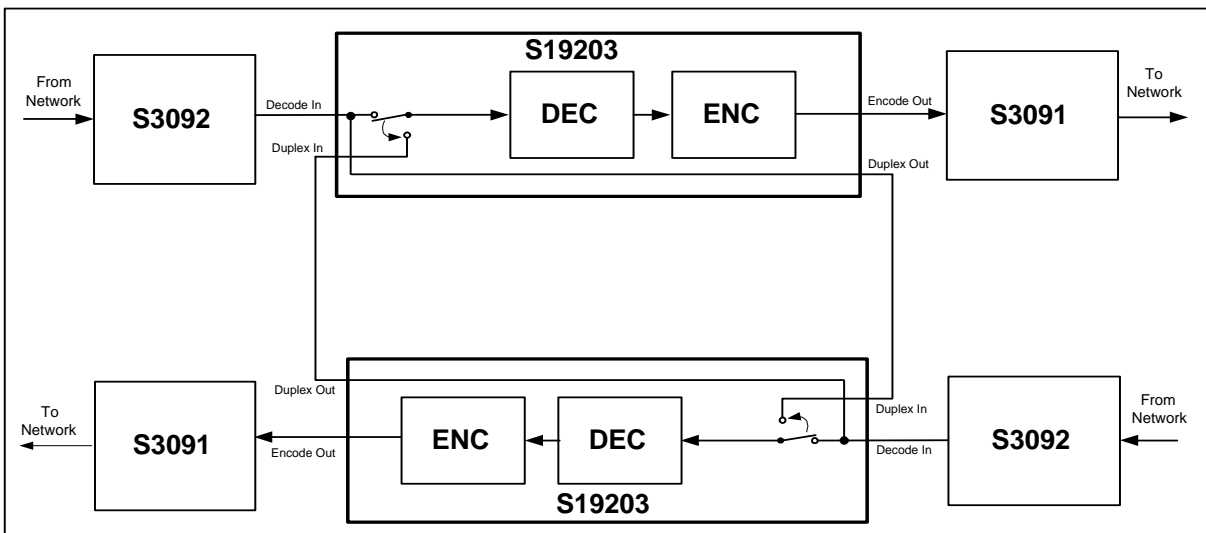 S19203
From
Network
S3092
Decode In
DEC
ENC
Encode Out
S3091
To
Network
Duplex In
Duplex Out
Duplex Out
Duplex In
To
Network
S3091
Encode Out
ENC
DEC
Decode In
S3092
From
Network
S19203